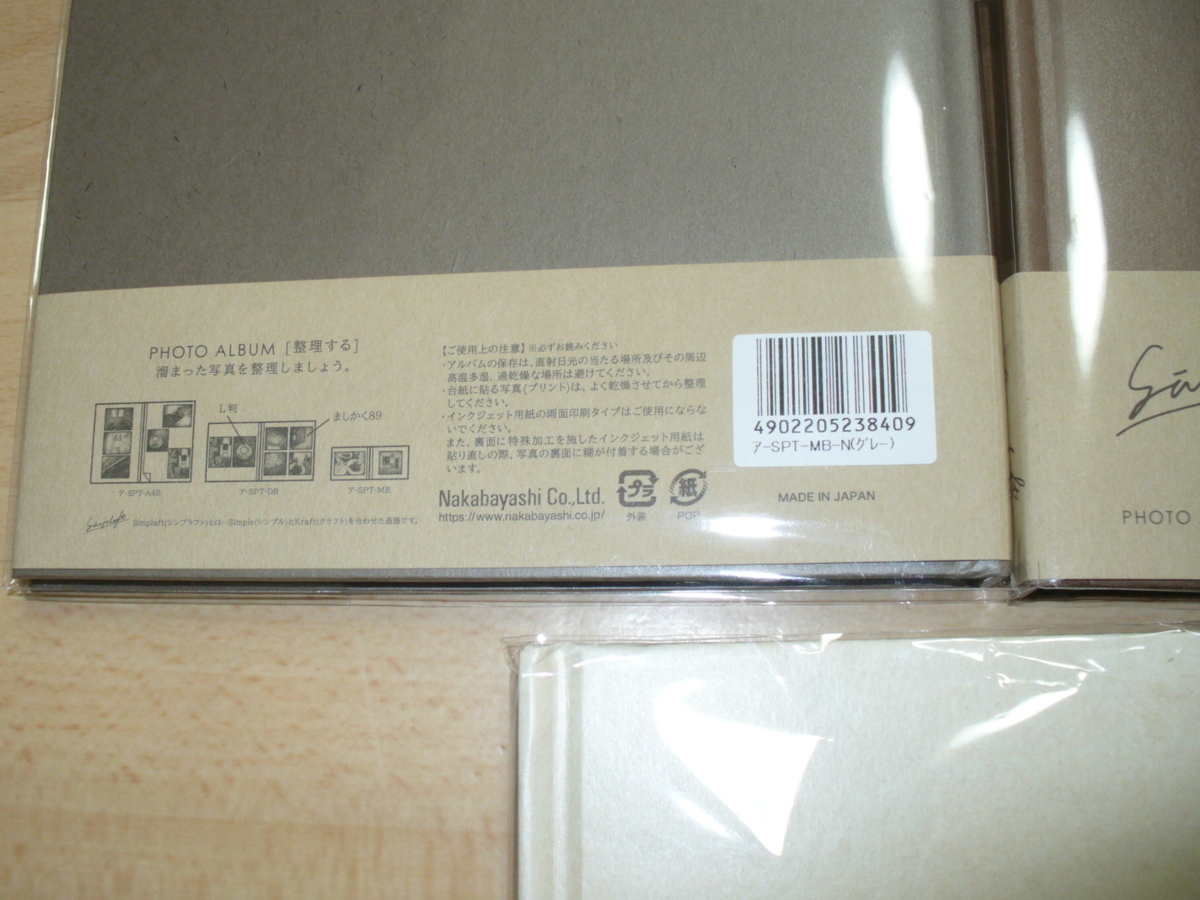 PHOTO ALBUM [整理する]
溜まった写真を整理しましょう。
L判
ましかく89
ア-SPT-A4B
ア-SPT-DB
ア-SPT-MB
Simplaft(シンプラフト)とは…Simple(シンプル)とKraft(クラフト)を合わせた造語です。
【ご使用上の注意】※必ずお読みください
・アルバムの保存は、直射日光の当たる場所及びその周辺
高温多湿、過乾燥な場所は避けてください。
・台紙に貼る写真(プリント)は、よく乾燥させてから整理
してください。
・インクジェット用紙の両面印刷タイプはご使用にならな
いでください。
また、裏面に特殊加工を施したインクジェット用紙は
貼り直しの際、写真の裏面に糊が付着する場合がござ
います。
Nakabayashi Co.,Ltd.
https://www.nakabayashi.co.jp/
プラ
外装
紙
POP
4902205238409
ア-SPT-MB-N(グレー)
MADE IN JAPAN
PHOTO